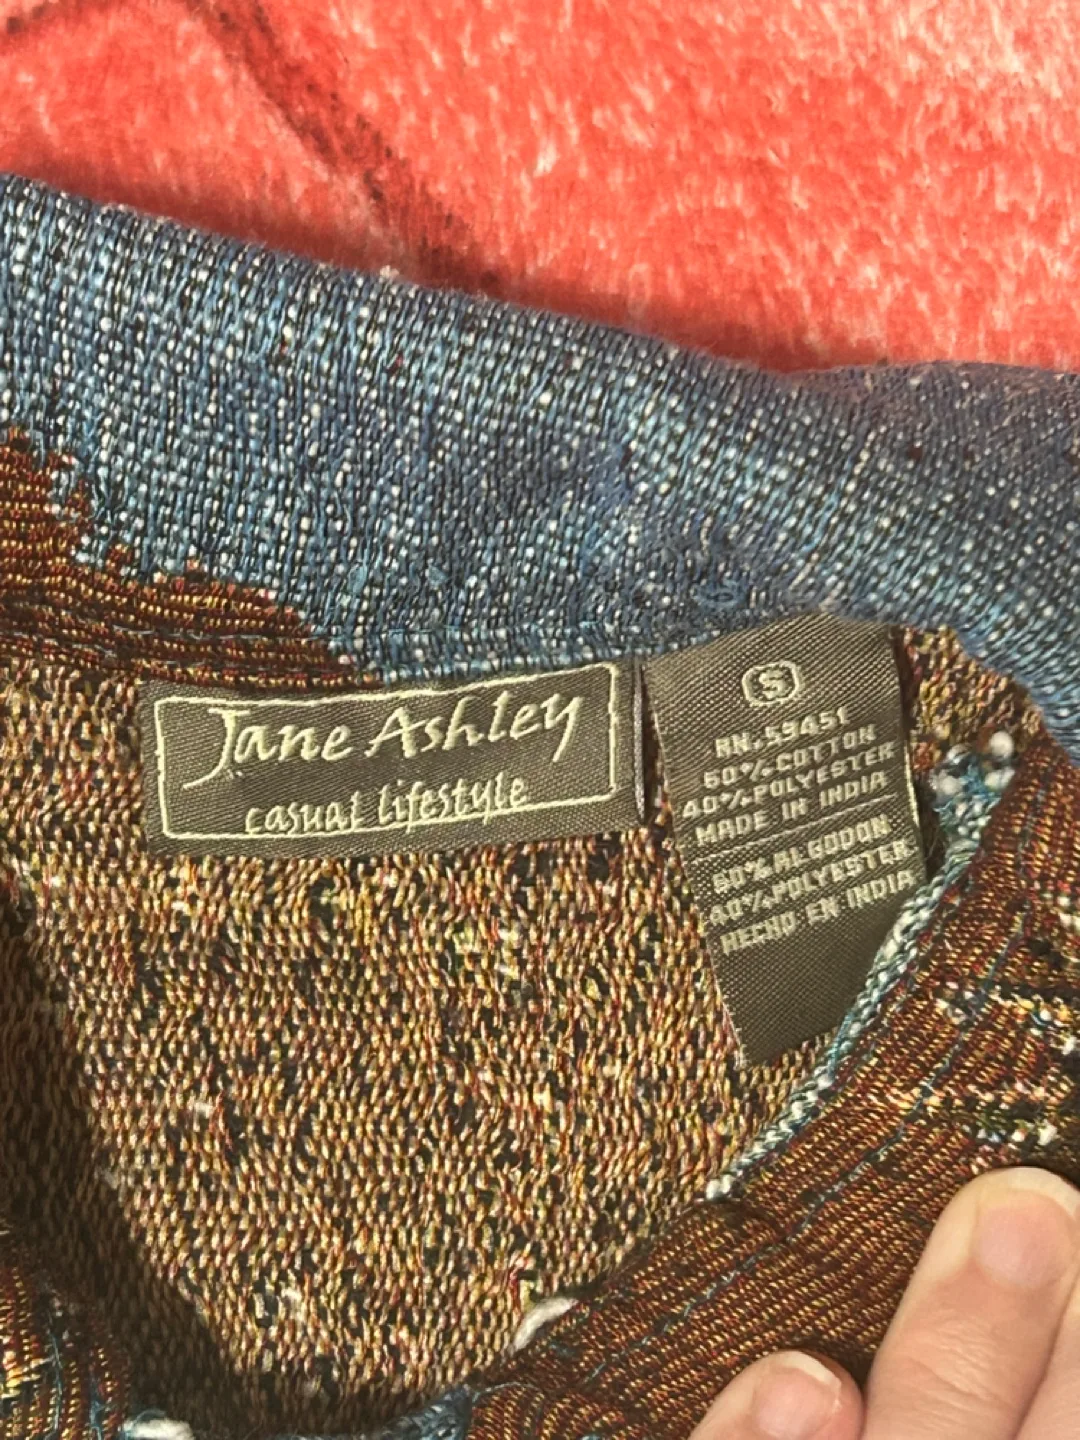 Jane Ashley
casual lifestyle
S
RN.59451
60% COTTON
40% POLYESTER
MADE IN INDIA
60% ALGODON
40% POLYESTER
HECHO EN INDIA